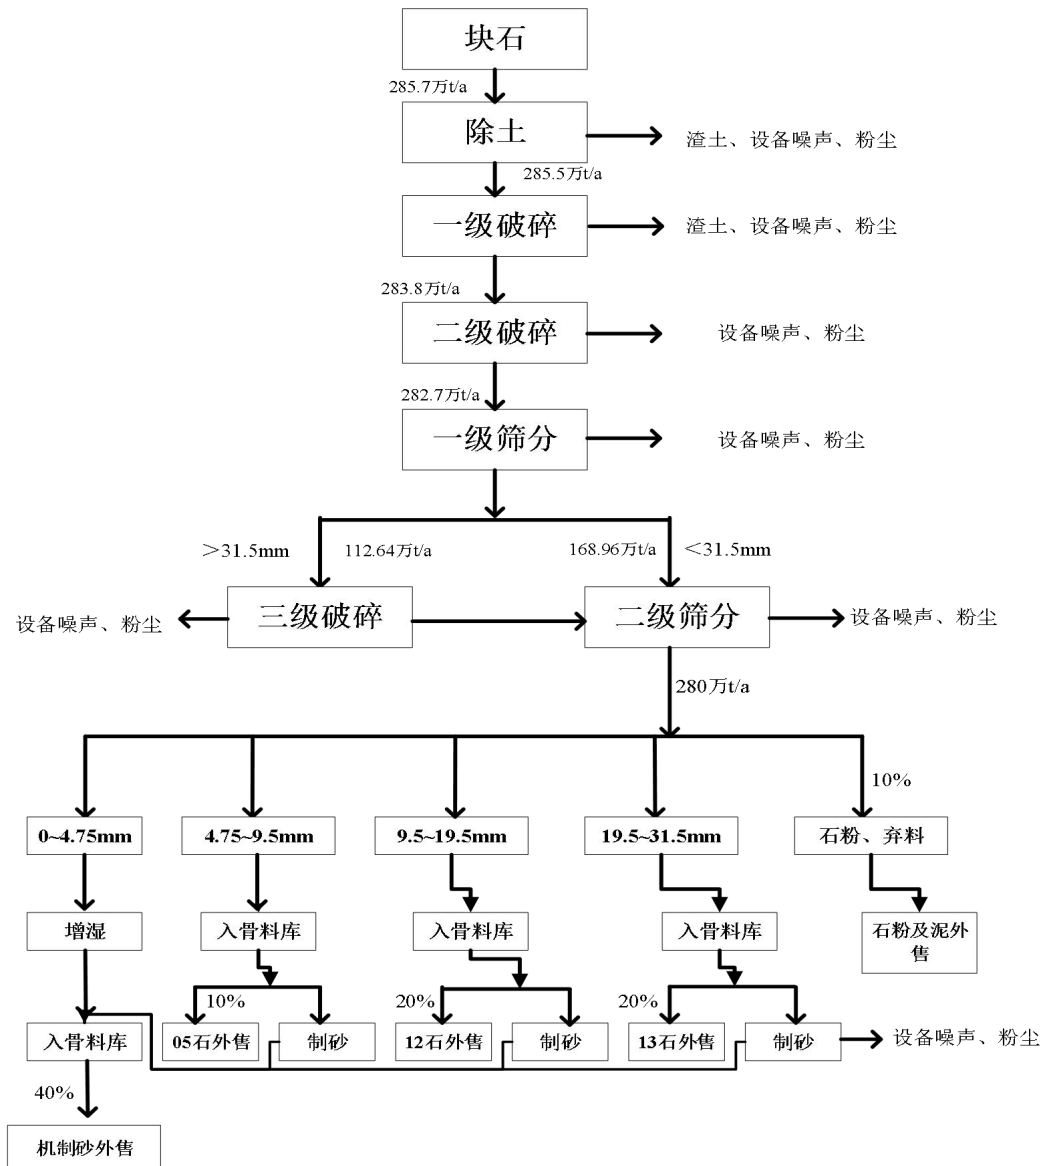 块石
285.7万t/a
除土
渣土、设备噪声、粉尘
285.5万t/a
一级破碎
渣土、设备噪声、粉尘
283.8万t/a
二级破碎
设备噪声、粉尘
282.7万t/a
一级筛分
设备噪声、粉尘
＞31.5mm
112.64万t/a
168.96万t/a
＜31.5mm
设备噪声、粉尘
三级破碎
二级筛分
设备噪声、粉尘
280万t/a
10%
0~4.75mm
4.75~9.5mm
9.5~19.5mm
19.5~31.5mm
石粉、弃料
增湿
入骨料库
入骨料库
入骨料库
石粉及泥外
售
10%
20%
20%
入骨料库
05石外售
制砂
12石外售
制砂
13石外售
制砂
设备噪声、粉尘
40%
机制砂外售